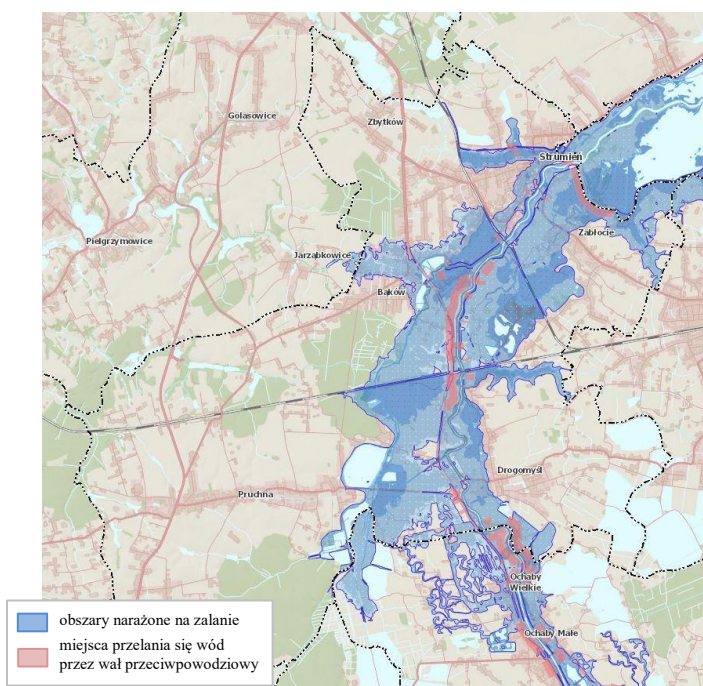 Golasowice
Zbytków
Strumień
Pielgrzymowice
Zabłocie
Jarząbkowice
Bąków
Drogomyśl
Pruchna
Ochaby
Wielkie
Ochaby Małe
obszary narażone na zalanie
miejsca przelania się wód
przez wał przeciwpowodziowy